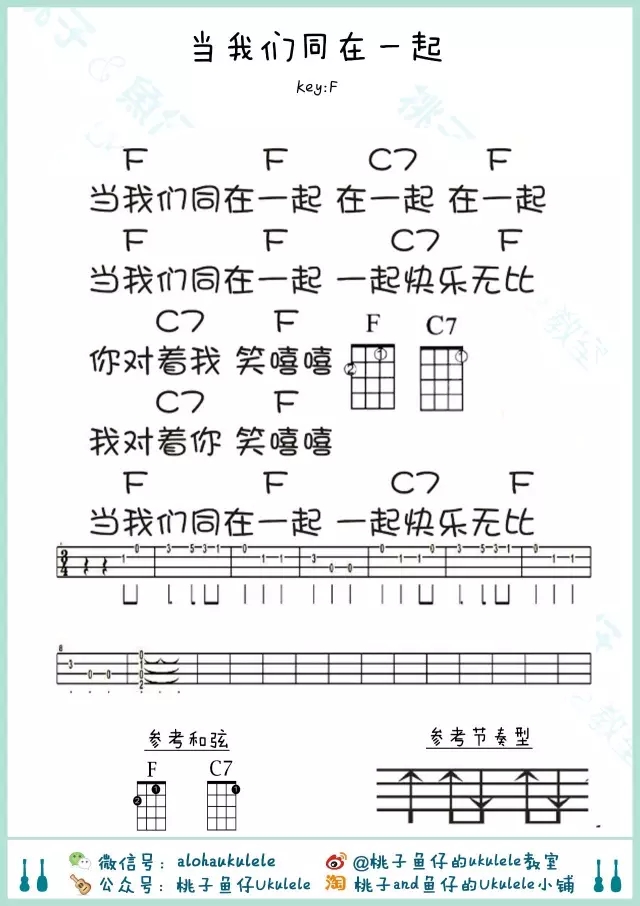 当我们同在一起
key:F
F F C7 F
当我们同在一起 在一起 在一起
F F C7 F
当我们同在一起 一起快乐无比
C7 F F C7
你对着我 笑嘻嘻
C7 F
我对着你 笑嘻嘻
F F C7 F
当我们同在一起 一起快乐无比
参考和弦 参考节奏型
F C7
微信号：alohaukulele @桃子鱼仔的ukulele教室
公众号：桃子鱼仔Ukulele 淘 桃子and鱼仔的Ukulele小铺